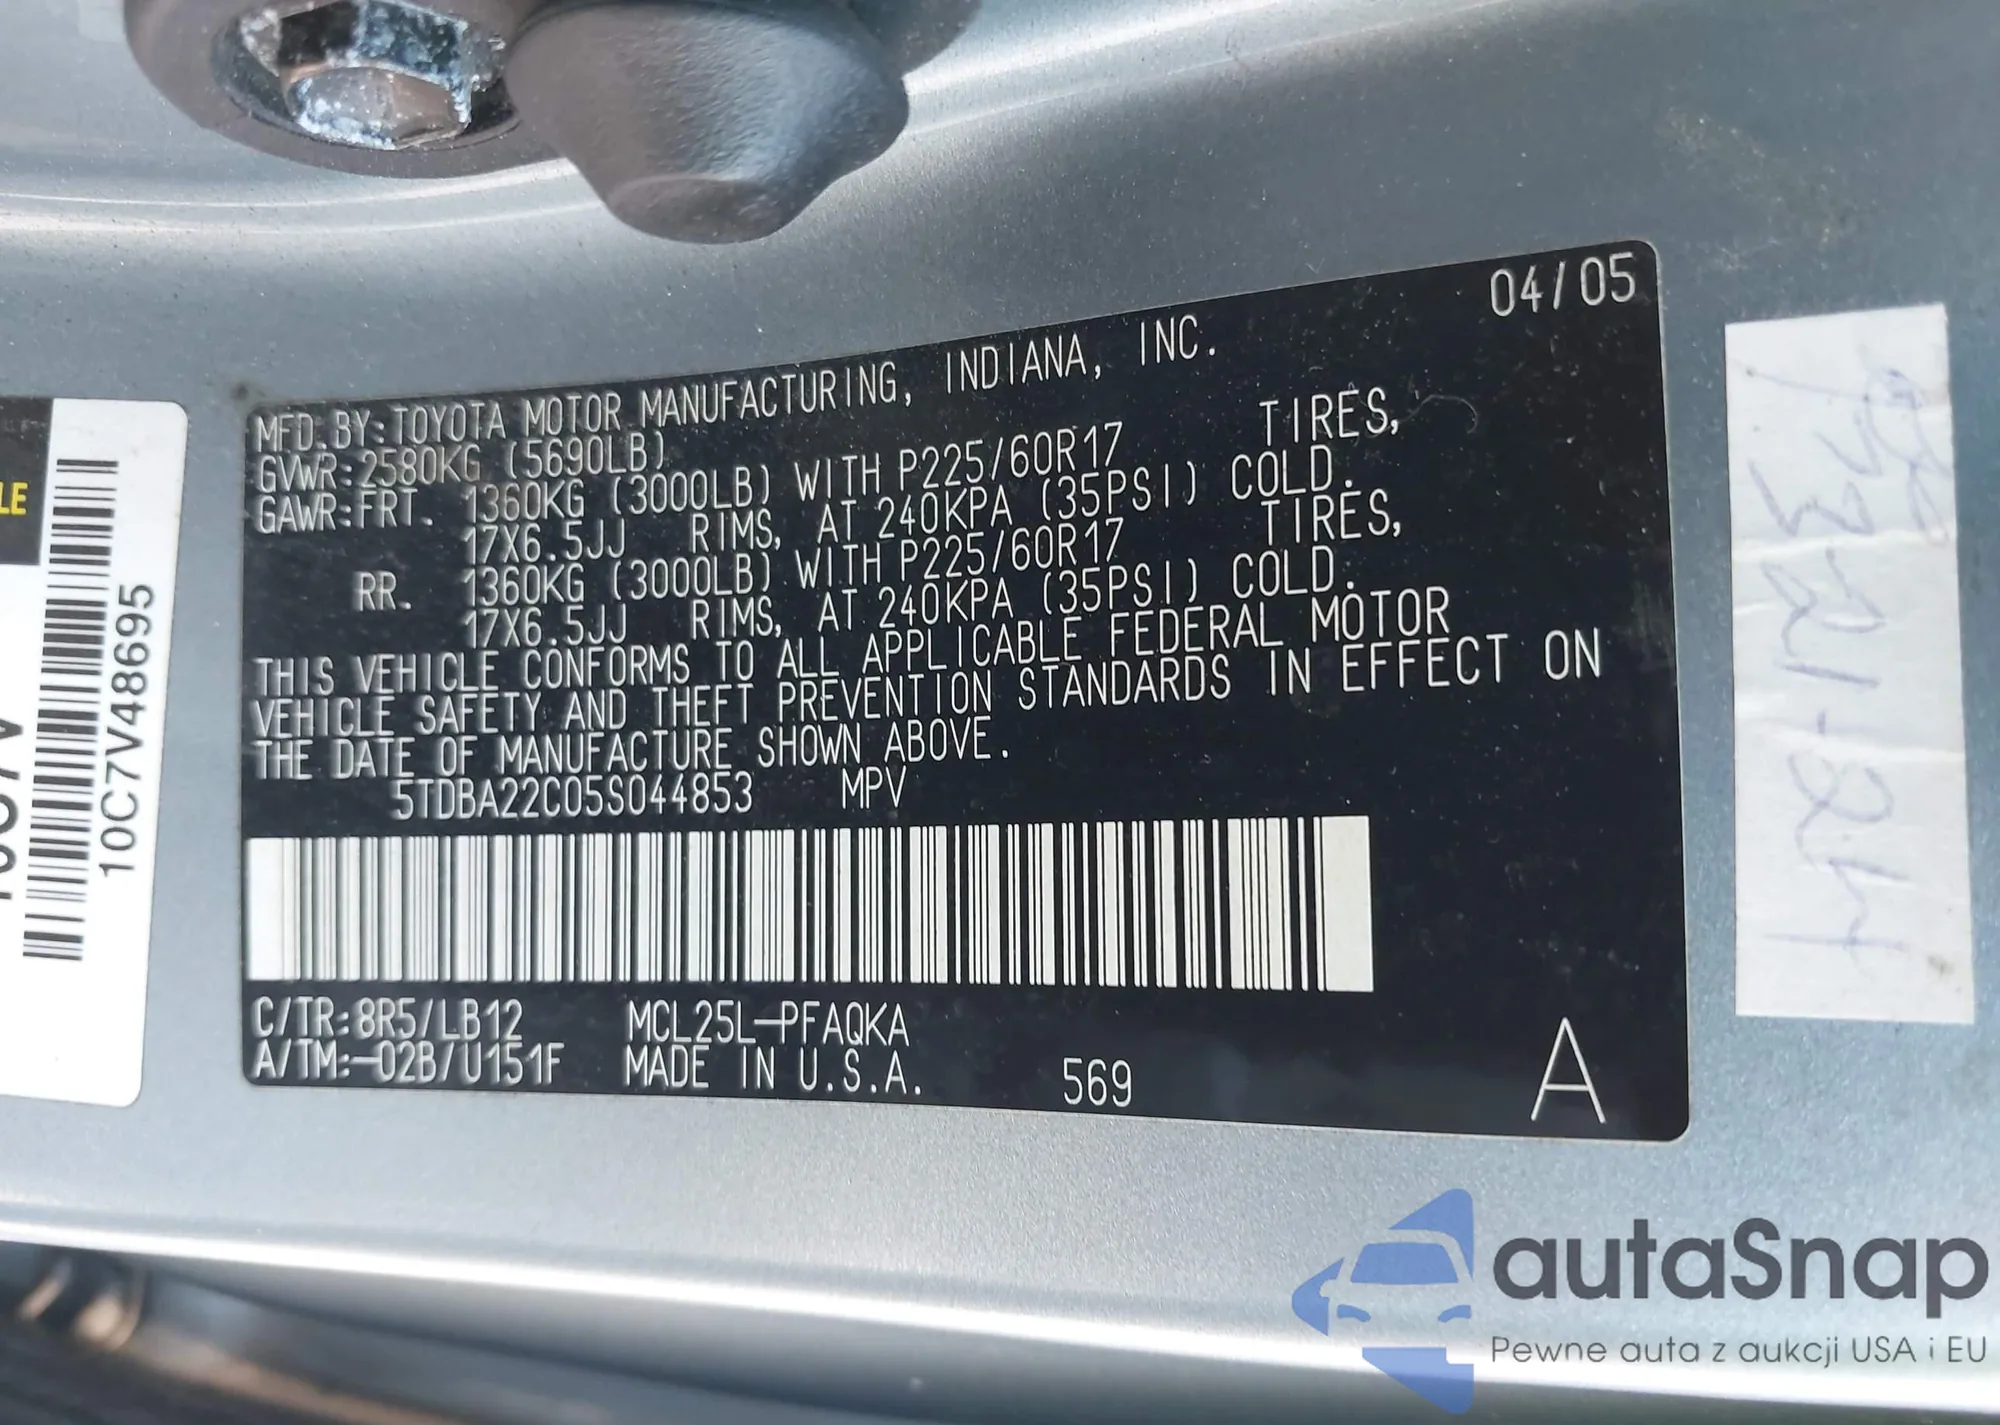 04/05
MFD. BY: TOYOTA MOTOR MANUFACTURING, INDIANA, INC.
GVWR: 2580KG (5690LB)
GAWR: FRT. 1360KG (3000LB) WITH P225/60R17 TIRES,
17X6.5JJ RIMS, AT 240KPA (35PSI) COLD.
RR. 1360KG (3000LB) WITH P225/60R17 TIRES,
17X6.5JJ RIMS, AT 240KPA (35PSI) COLD.
THIS VEHICLE CONFORMS TO ALL APPLICABLE FEDERAL MOTOR
VEHICLE SAFETY AND THEFT PREVENTION STANDARDS IN EFFECT ON
THE DATE OF MANUFACTURE SHOWN ABOVE.
5TDBA22C05S044853 MPV
C/TR: 8R5/LB12 MCL25L-PFAQKA
A/TM: -02B/U151F MADE IN U.S.A. 569 A
LE
10C7V48695
autaSnap
Pewne auta z aukcji USA i EU